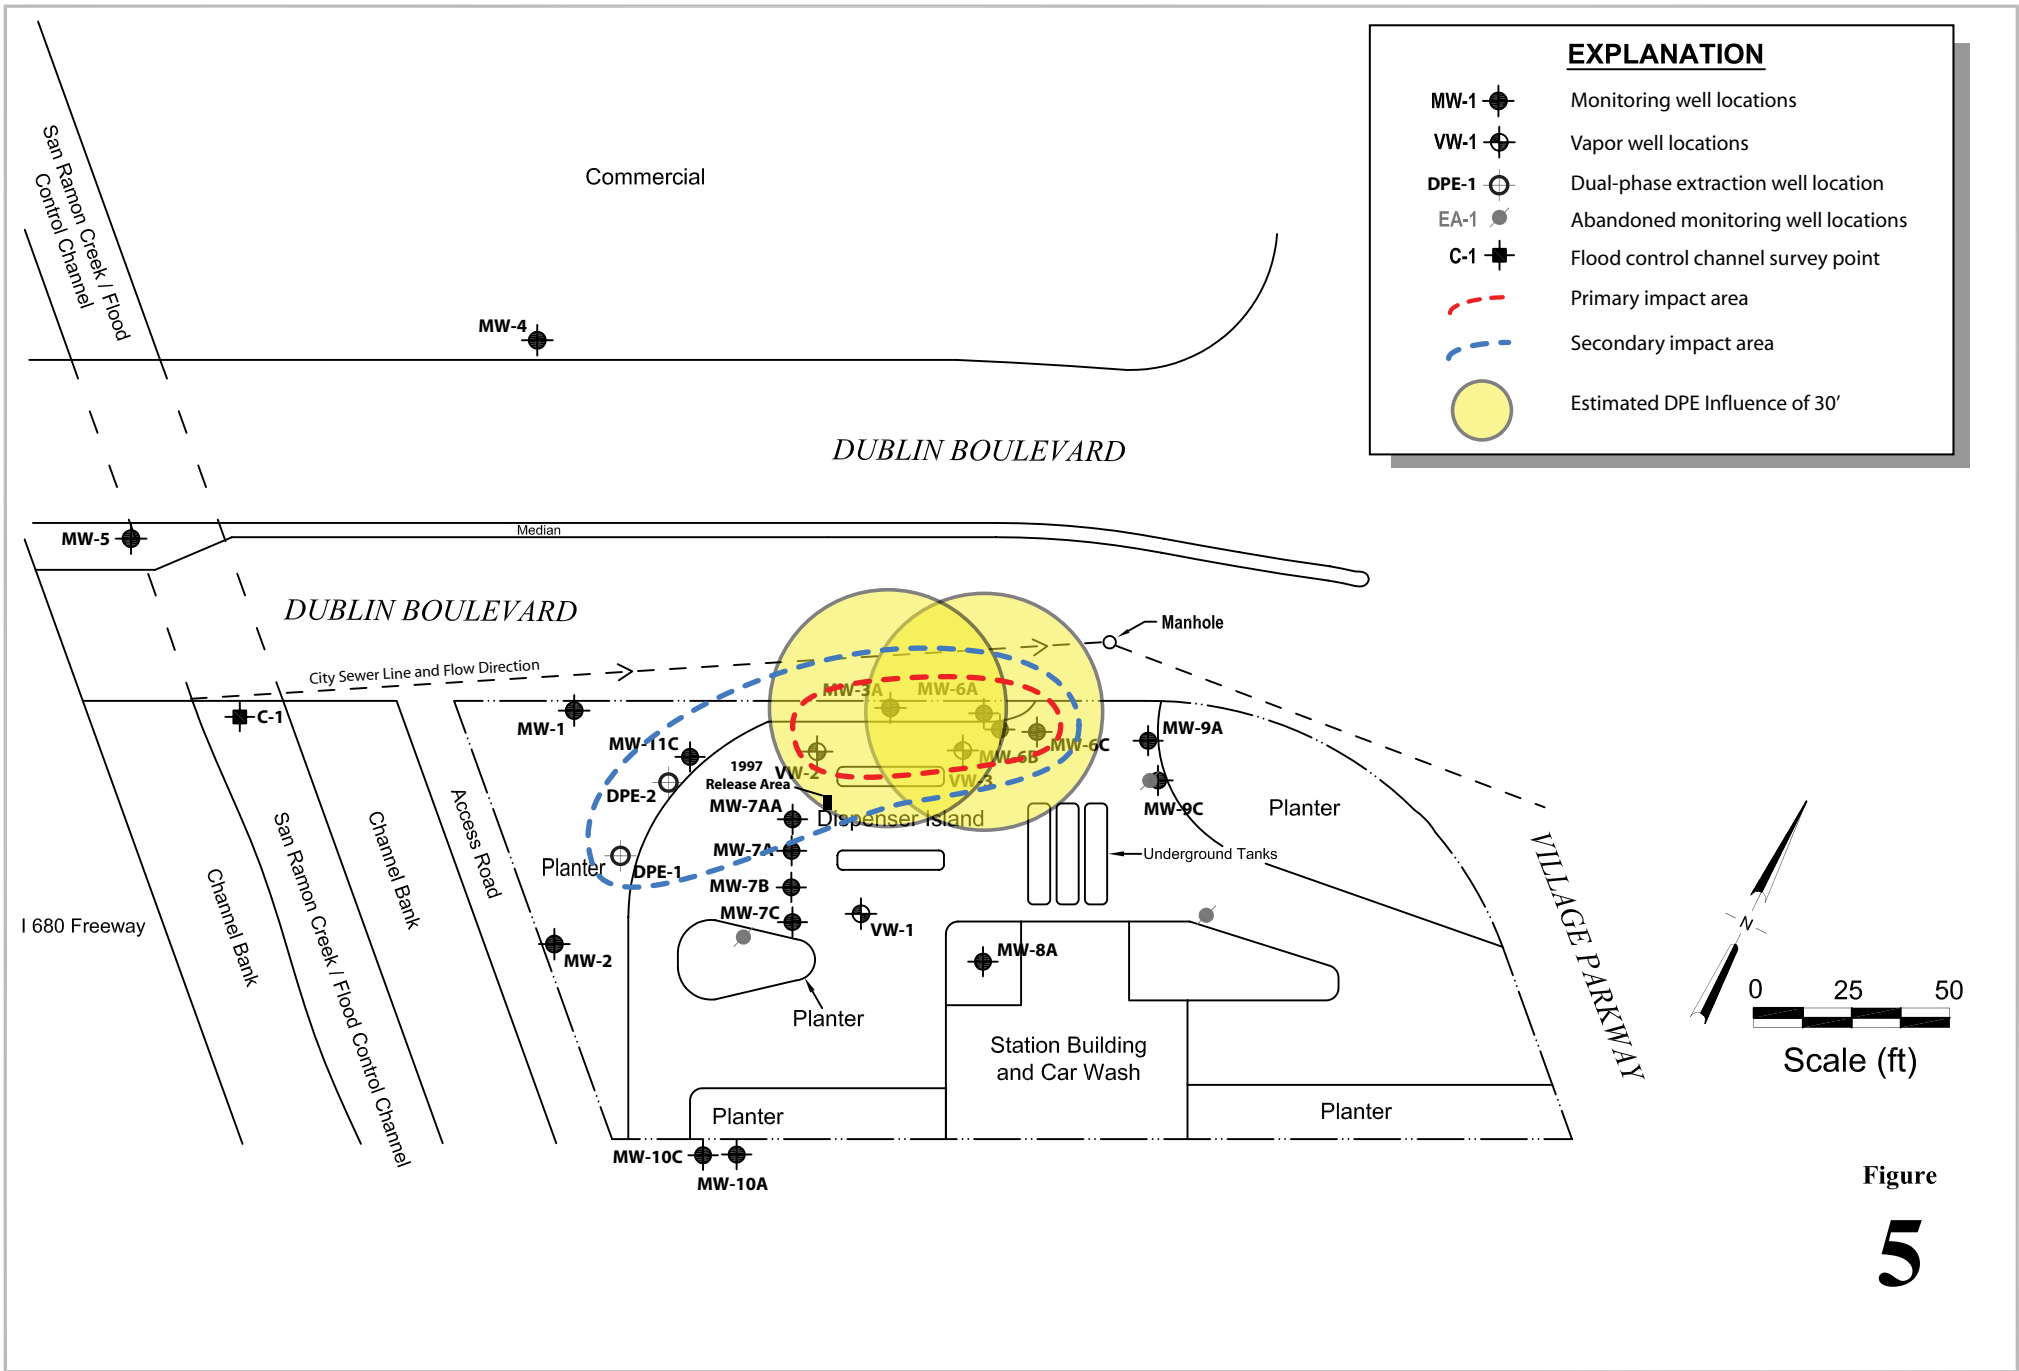 EXPLANATION
MW-1 Monitoring well locations
VW-1 Vapor well locations
DPE-1 Dual-phase extraction well location
EA-1 Abandoned monitoring well locations
C-1 Flood control channel survey point
Primary impact area
Secondary impact area
Estimated DPE Influence of 30'
San Ramon Creek / Flood
Control Channel
Commercial
MW-4
DUBLIN BOULEVARD
MW-5
Median
DUBLIN BOULEVARD
Manhole
City Sewer Line and Flow Direction
C-1
MW-1
MW-3A
MW-6A
MW-11C
MW-6B
MW-6C
MW-9A
1997
Release Area
VW-2
VW-3
DPE-2
MW-7AA
Dispenser Island
MW-9C
Planter
MW-7A
Underground Tanks
Planter
DPE-1
MW-7B
MW-7C
VW-1
MW-2
MW-8A
Planter
I 680 Freeway
Channel Bank
San Ramon Creek / Flood Control Channel
Channel Bank
Access Road
VILLAGE PARKWAY
N
0 25 50
Scale (ft)
Station Building
and Car Wash
Planter
Planter
MW-10C
MW-10A
Figure
5